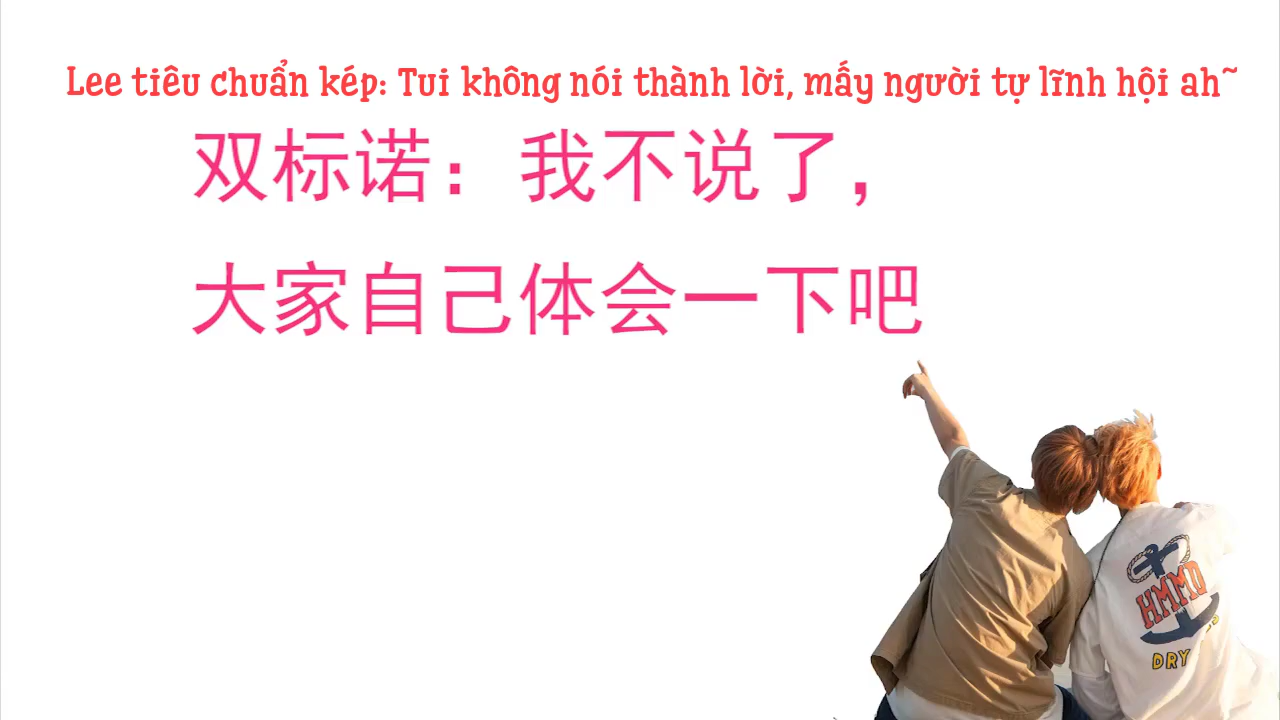 Lee tiêu chuẩn kép: Tui không nói thành lời, mấy người tự lĩnh hội ah~
双标诺：我不说了，
大家自己体会一下吧
HMMD
DRY